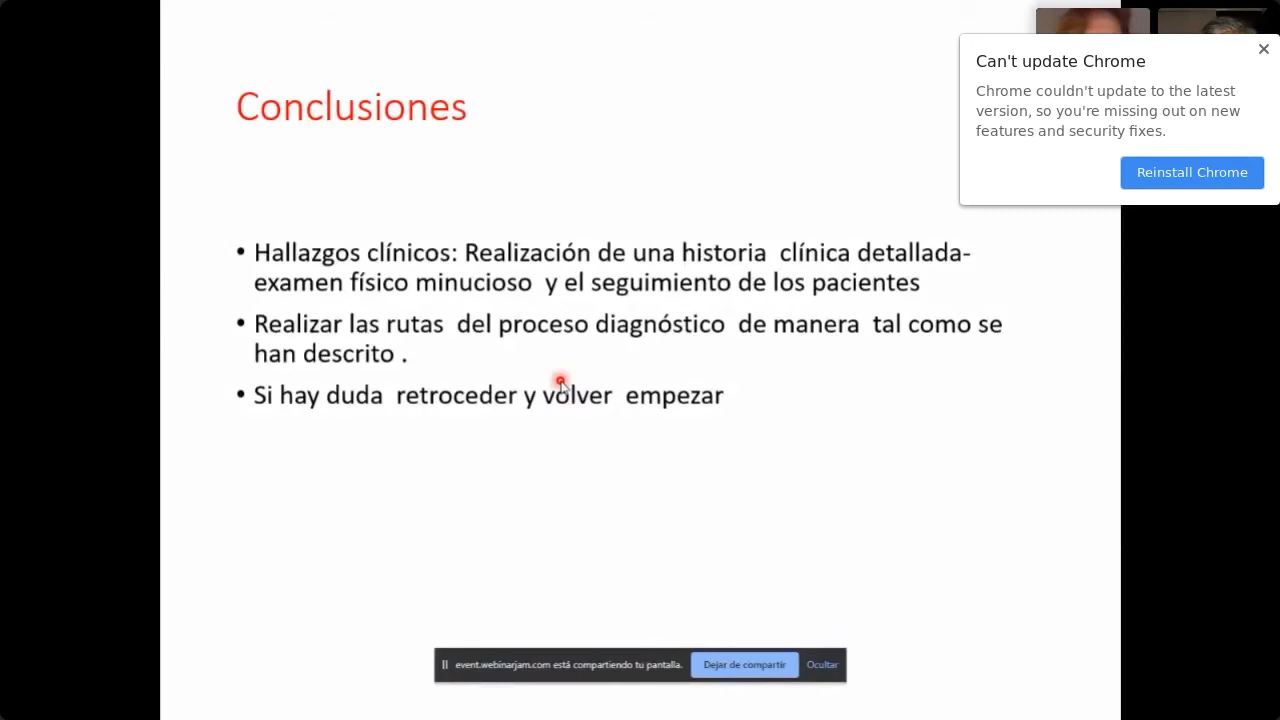 Conclusiones
• Hallazgos clínicos: Realización de una historia clínica detallada-
examen físico minucioso y el seguimiento de los pacientes
• Realizar las rutas del proceso diagnóstico de manera tal como se
han descrito .
• Si hay duda retroceder y volver empezar
Can't update Chrome
Chrome couldn't update to the latest
version, so you're missing out on new
features and security fixes.
Reinstall Chrome
event.webinarjam.com está compartiendo tu pantalla. Dejar de compartir Ocultar